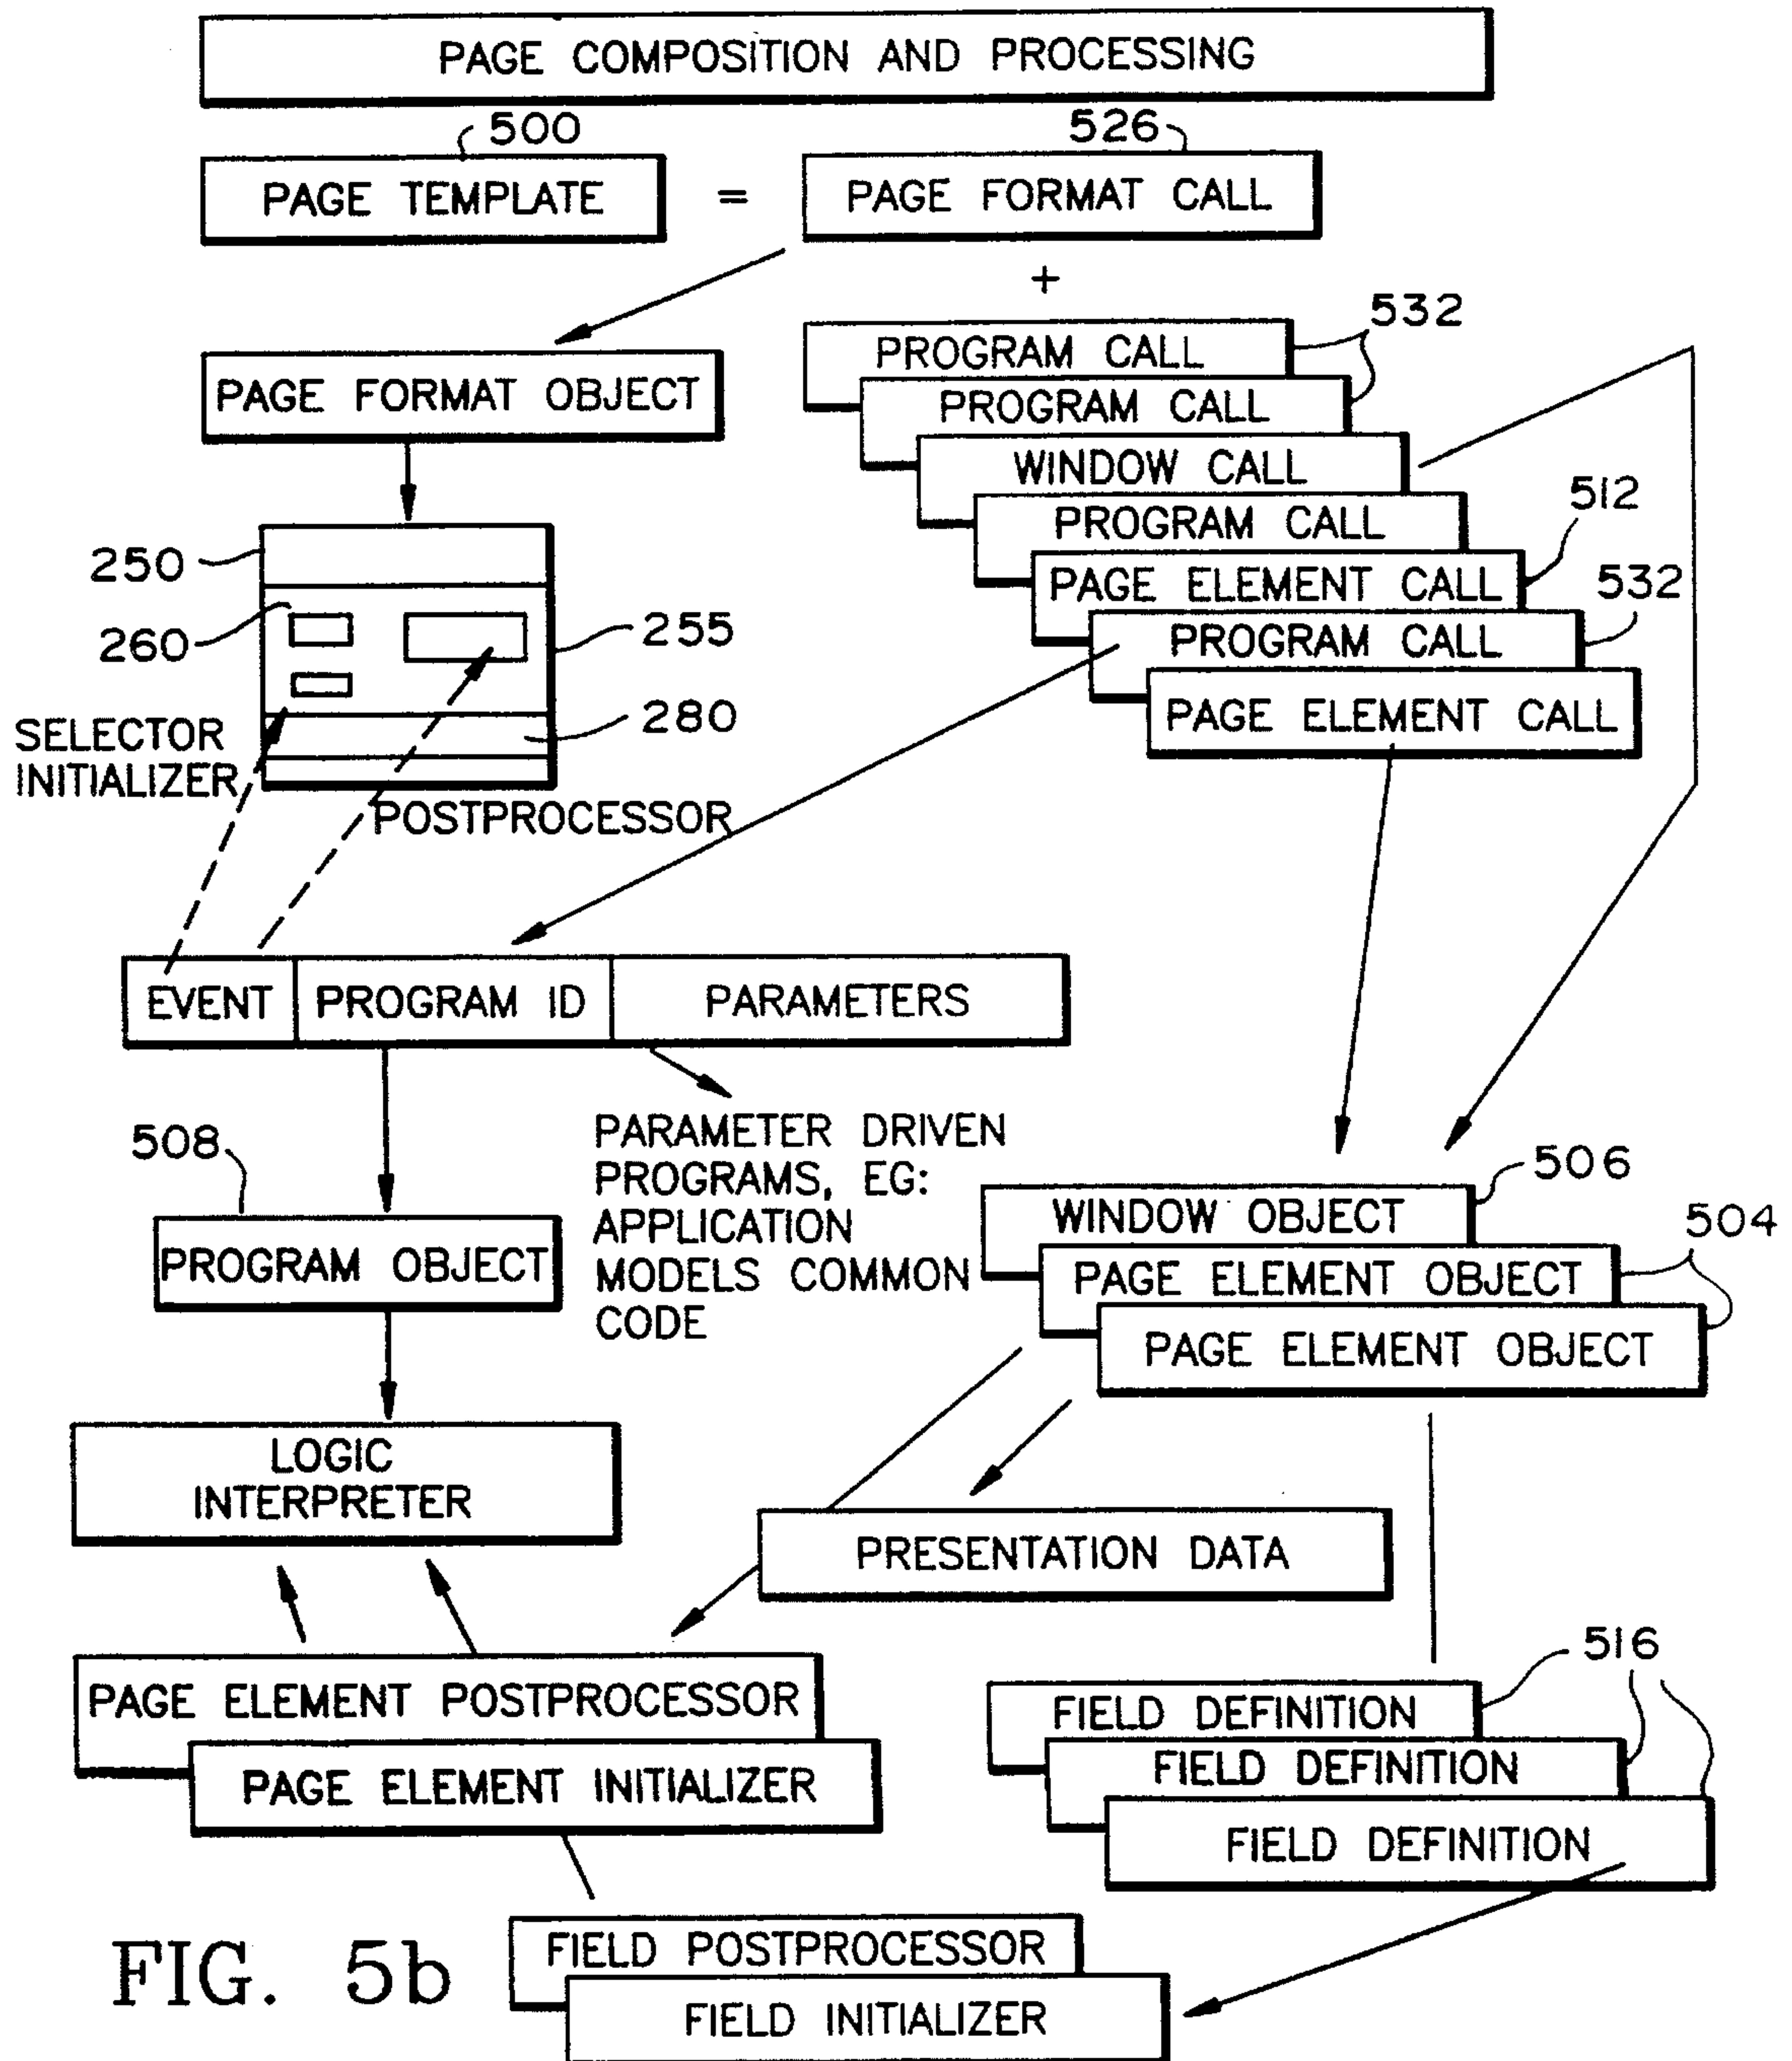 PAGE COMPOSITION AND PROCESSING
500
526
PAGE TEMPLATE = PAGE FORMAT CALL
+
532
PROGRAM CALL
PAGE FORMAT OBJECT
PROGRAM CALL
WINDOW CALL
512
PROGRAM CALL
250
PAGE ELEMENT CALL
532
260
255
PROGRAM CALL
280
PAGE ELEMENT CALL
SELECTOR
INITIALIZER
POSTPROCESSOR
EVENT
PROGRAM ID
PARAMETERS
508
PARAMETER DRIVEN
PROGRAMS, EG:
APPLICATION
MODELS COMMON
CODE
506
WINDOW OBJECT
504
PROGRAM OBJECT
PAGE ELEMENT OBJECT
PAGE ELEMENT OBJECT
LOGIC
INTERPRETER
PRESENTATION DATA
516
PAGE ELEMENT POSTPROCESSOR
FIELD DEFINITION
PAGE ELEMENT INITIALIZER
FIELD DEFINITION
FIELD DEFINITION
FIELD POSTPROCESSOR
FIELD INITIALIZER
FIG. 5b